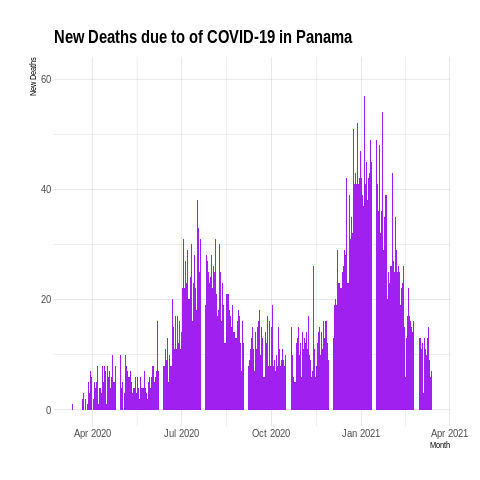 New Deaths due to of COVID-19 in Panama
New Deaths
60
40
20
0
Apr 2020
Jul 2020
Oct 2020
Jan 2021
Apr 2021
Month